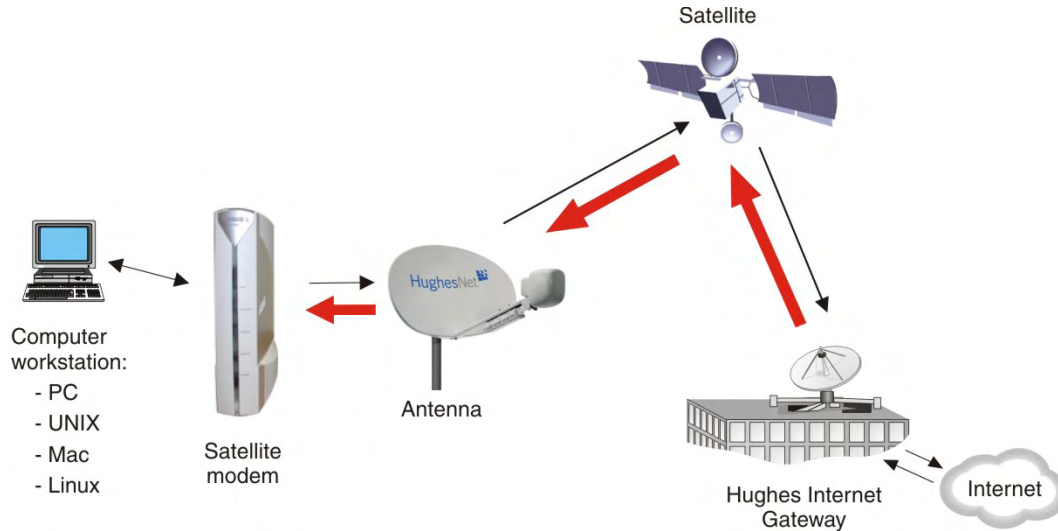 Satellite
HughesNet
Computer
workstation:
- PC
- UNIX
- Mac
- Linux
Satellite
modem
Antenna
Hughes Internet
Gateway
Internet